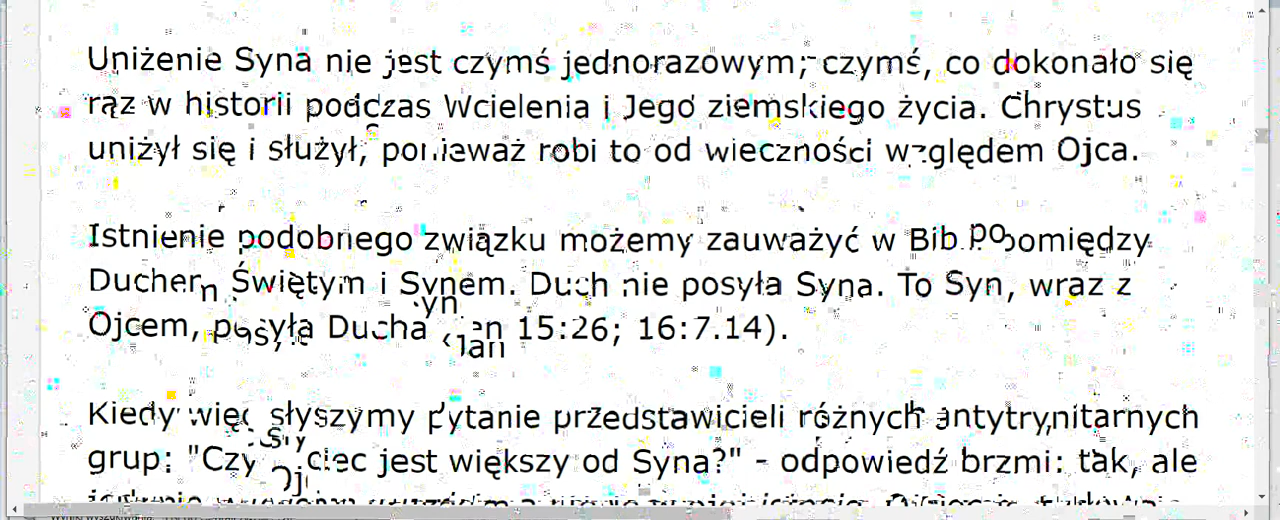 Uniżenie Syna nie jest czymś jednorazowym, czymś, co dokonało się
raz w historii podczas Wcielenia i Jego ziemskiego życia. Chrystus
uniżył się i służył, ponieważ robi to od wieczności względem Ojca.
Istnienie podobnego związku możemy zauważyć w Biblii pomiędzy
Duchem Świętym i Synem. Duch nie posyła Syna. To Syn, wraz z
Ojcem, posyła Ducha (Jan 15:26; 16:7.14).
Kiedy więc słyszymy pytanie przedstawicieli różnych antytrynitarnych
grup: "Czy Ojciec jest większy od Syna?" - odpowiedź brzmi: tak, ale